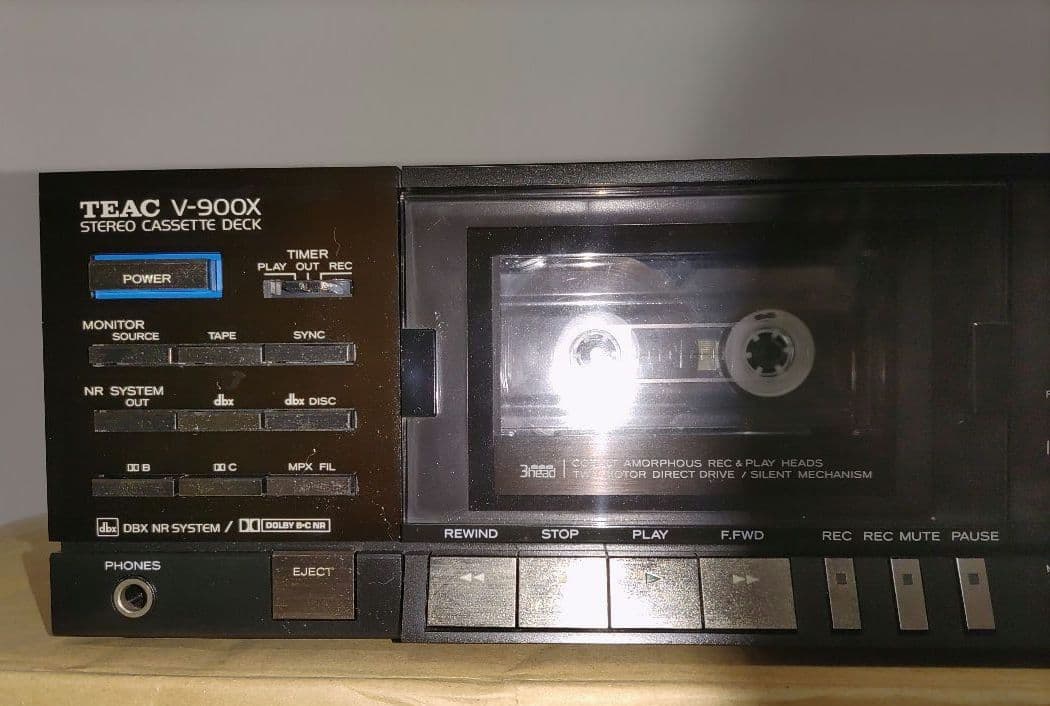 TEAC V-900X
STEREO CASSETTE DECK
POWER
TIMER
PLAY OUT REC
MONITOR
SOURCE TAPE SYNC
NR SYSTEM
OUT dbx dbx DISC
B C MPX FIL
dbx DBX NR SYSTEM / DOLBY B-C NR
PHONES
EJECT
3head
AMORPHOUS REC & PLAY HEADS
MOTOR DIRECT DRIVE / SILENT MECHANISM
REWIND STOP PLAY F.FWD REC REC MUTE PAUSE